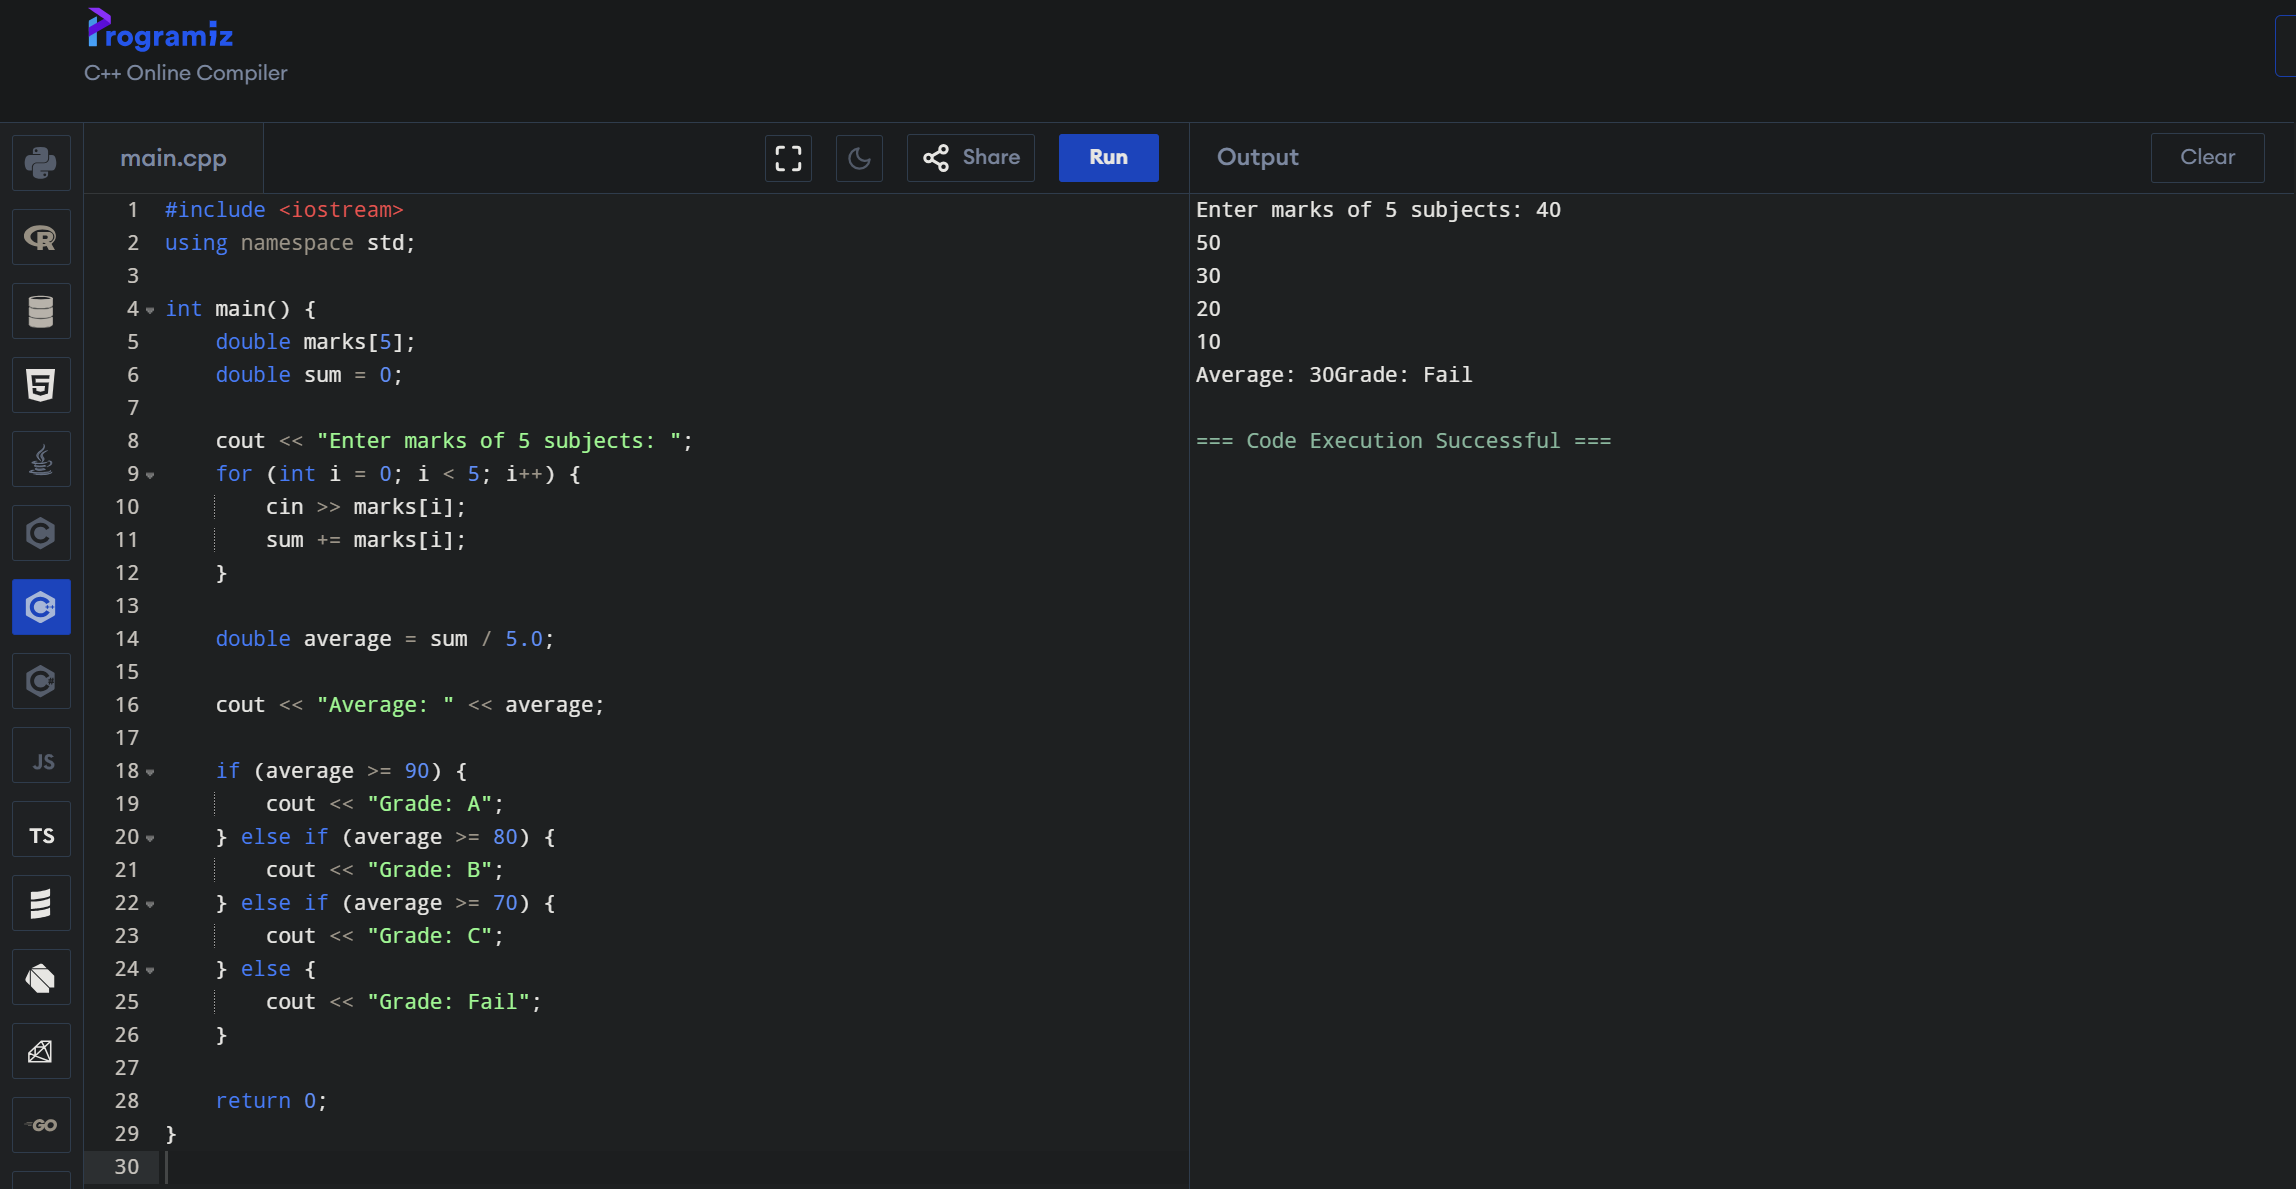 Programiz
C++ Online Compiler
main.cpp
Share
Run
Output
Clear
1 #include <iostream>
2 using namespace std;
3
4 int main() {
5     double marks[5];
6     double sum = 0;
7
8     cout << "Enter marks of 5 subjects: ";
9     for (int i = 0; i < 5; i++) {
10         cin >> marks[i];
11         sum += marks[i];
12     }
13
14     double average = sum / 5.0;
15
16     cout << "Average: " << average;
17
18     if (average >= 90) {
19         cout << "Grade: A";
20     } else if (average >= 80) {
21         cout << "Grade: B";
22     } else if (average >= 70) {
23         cout << "Grade: C";
24     } else {
25         cout << "Grade: Fail";
26     }
27
28     return 0;
29 }
30
Enter marks of 5 subjects: 40
50
30
20
10
Average: 30Grade: Fail
=== Code Execution Successful ===
R
5
C
C++
C#
JS
TS
GO